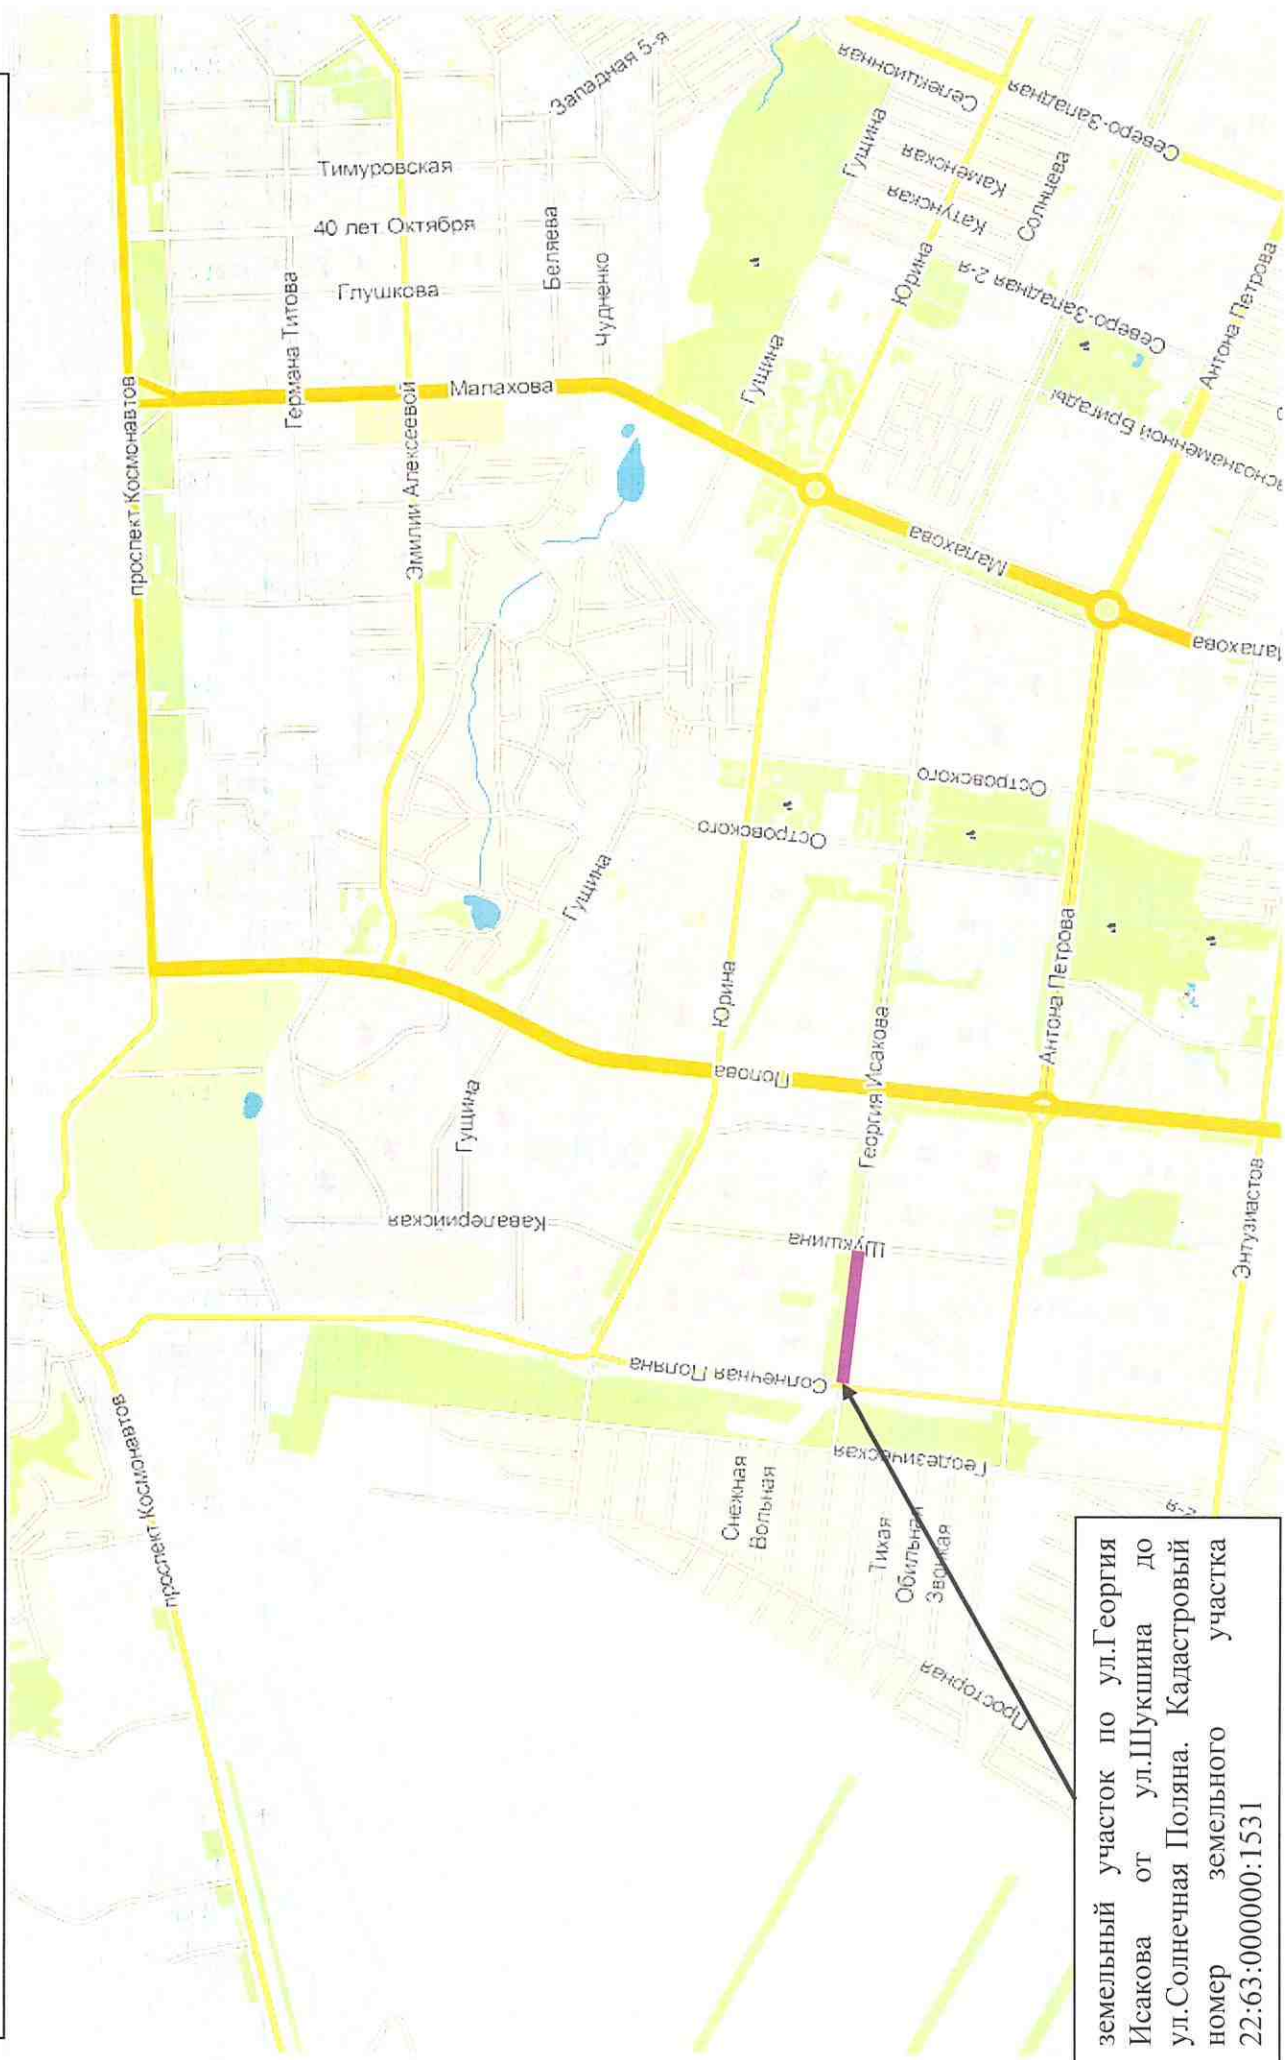 проспект Космонавтов
проспект Космонавтов
Германа Титова
Тимуровская
40 лет Октября
Глушкова
Эмилии Алексеевой
Малахова
Беляева
Западная 5-я
Чудненко
Кавалерийская
Гущина
Гущина
Гущина
Гущина
Солнечная Поляна
Попова
Юрина
Островского
Юрина
Селекционная
Каменская
Катунская
Солнцева
Северо-Западная
Северо-Западная 2-я
Снежная
Вольная
Шукшина
Георгия Исакова
Островского
Малахова
Геодезическая
Тихая
Обильная
Звонкая
Просторная
Антона Петрова
Антона Петрова
Энтузиастов
2-я
земельный участок по ул.Георгия
Исакова от ул.Шукшина до
ул.Солнечная Поляна. Кадастровый
номер земельного участка
22:63:000000:1531